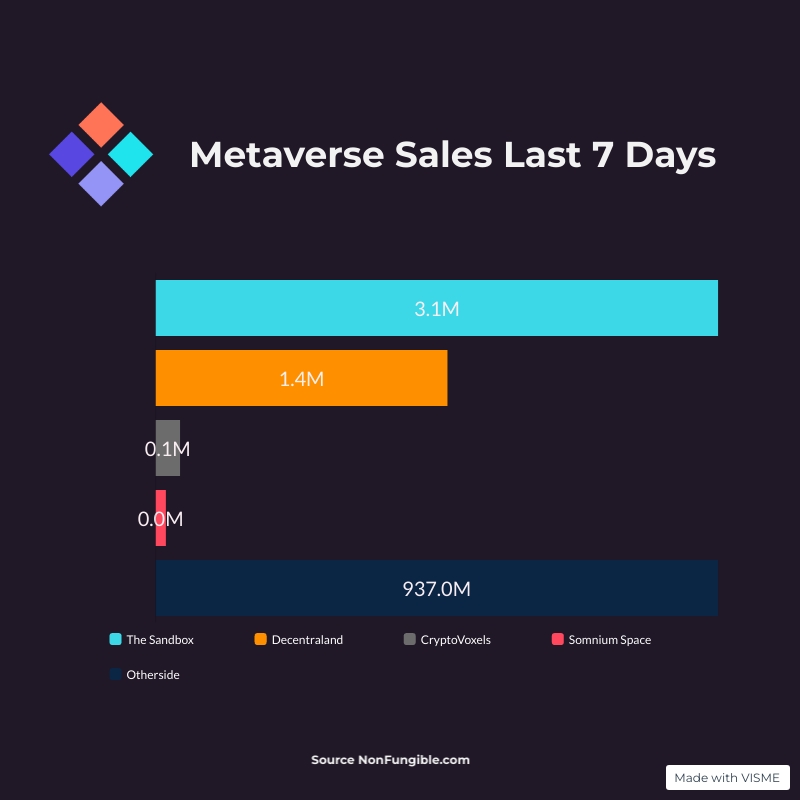 Metaverse Sales Last 7 Days
3.1M
1.4M
0.1M
0.0M
937.0M
The Sandbox Decentraland CryptoVoxels Somnium Space
Otherside
Source NonFungible.com
Made with VISME